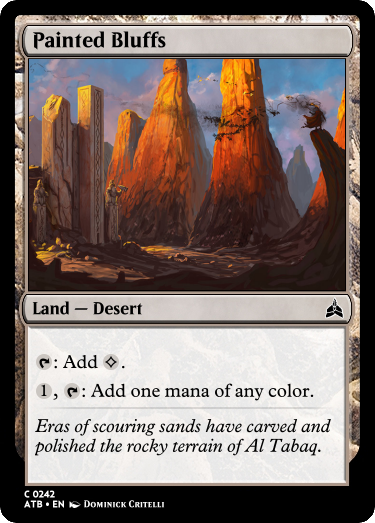 Painted Bluffs
Land — Desert
: Add .
1, : Add one mana of any color.
Eras of scouring sands have carved and
polished the rocky terrain of Al Tabaq.
C 0242
ATB • EN Dominick Critelli